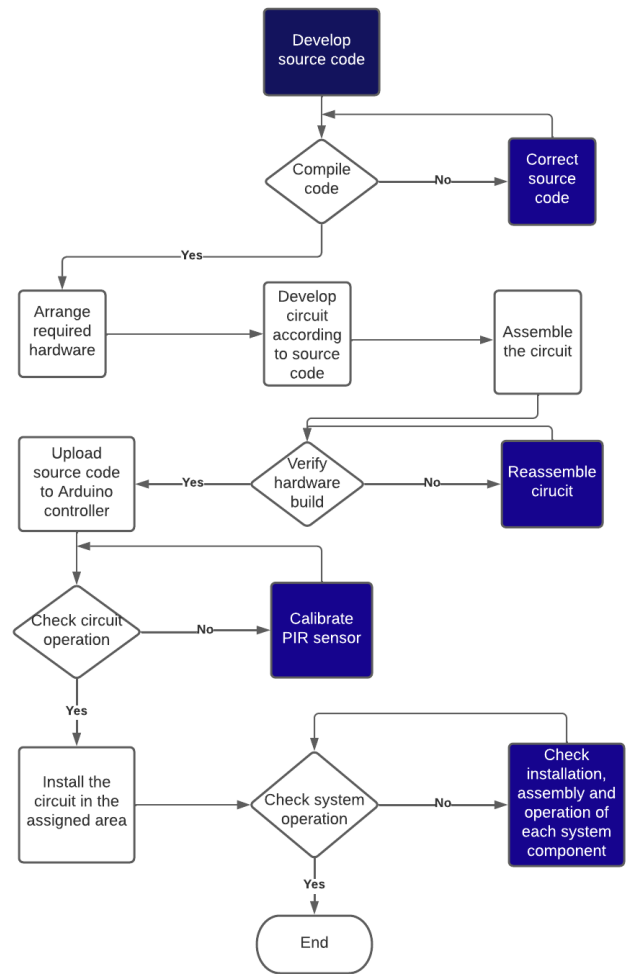 Develop
source code
Compile
code
No
Correct
source
code
Yes
Arrange
required
hardware
Develop
circuit
according
to source
code
Assemble
the circuit
Upload
source code
to Arduino
controller
Yes
Verify
hardware
build
No
Reassemble
cirucit
Check circuit
operation
No
Calibrate
PIR sensor
Yes
Install the
circuit in the
assigned area
Check system
operation
No
Check
installation,
assembly and
operation of
each system
component
Yes
End